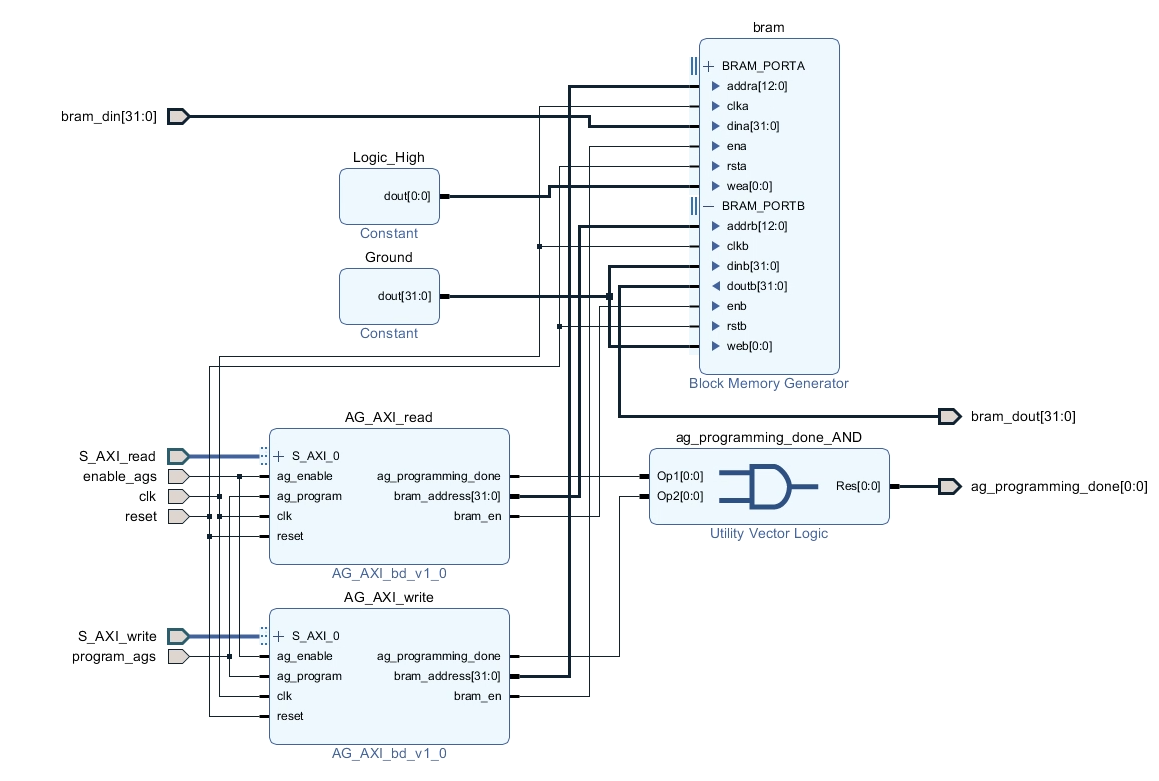 bram
BRAM_PORTA
addra[12:0]
clka
bram_din[31:0]
dina[31:0]
ena
Logic_High
rsta
dout[0:0]
wea[0:0]
BRAM_PORTB
Constant
addrb[12:0]
clkb
Ground
dinb[31:0]
doutb[31:0]
dout[31:0]
enb
rstb
Constant
web[0:0]
Block Memory Generator
AG_AXI_read
bram_dout[31:0]
ag_programming_done_AND
S_AXI_read
S_AXI_0
enable_ags
ag_enable
ag_programming_done
Op1[0:0]
Res[0:0]
ag_programming_done[0:0]
clk
ag_program
bram_address[31:0]
Op2[0:0]
reset
clk
bram_en
reset
Utility Vector Logic
AG_AXI_bd_v1_0
AG_AXI_write
S_AXI_write
S_AXI_0
program_ags
ag_enable
ag_programming_done
ag_program
bram_address[31:0]
clk
bram_en
reset
AG_AXI_bd_v1_0